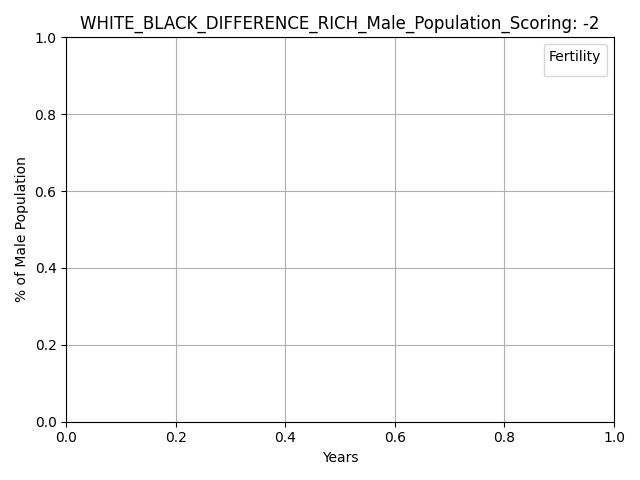 WHITE_BLACK_DIFFERENCE_RICH_Male_Population_Scoring: -2
Fertility
% of Male Population
1.0
0.8
0.6
0.4
0.2
0.0
0.0 0.2 0.4 0.6 0.8 1.0
Years